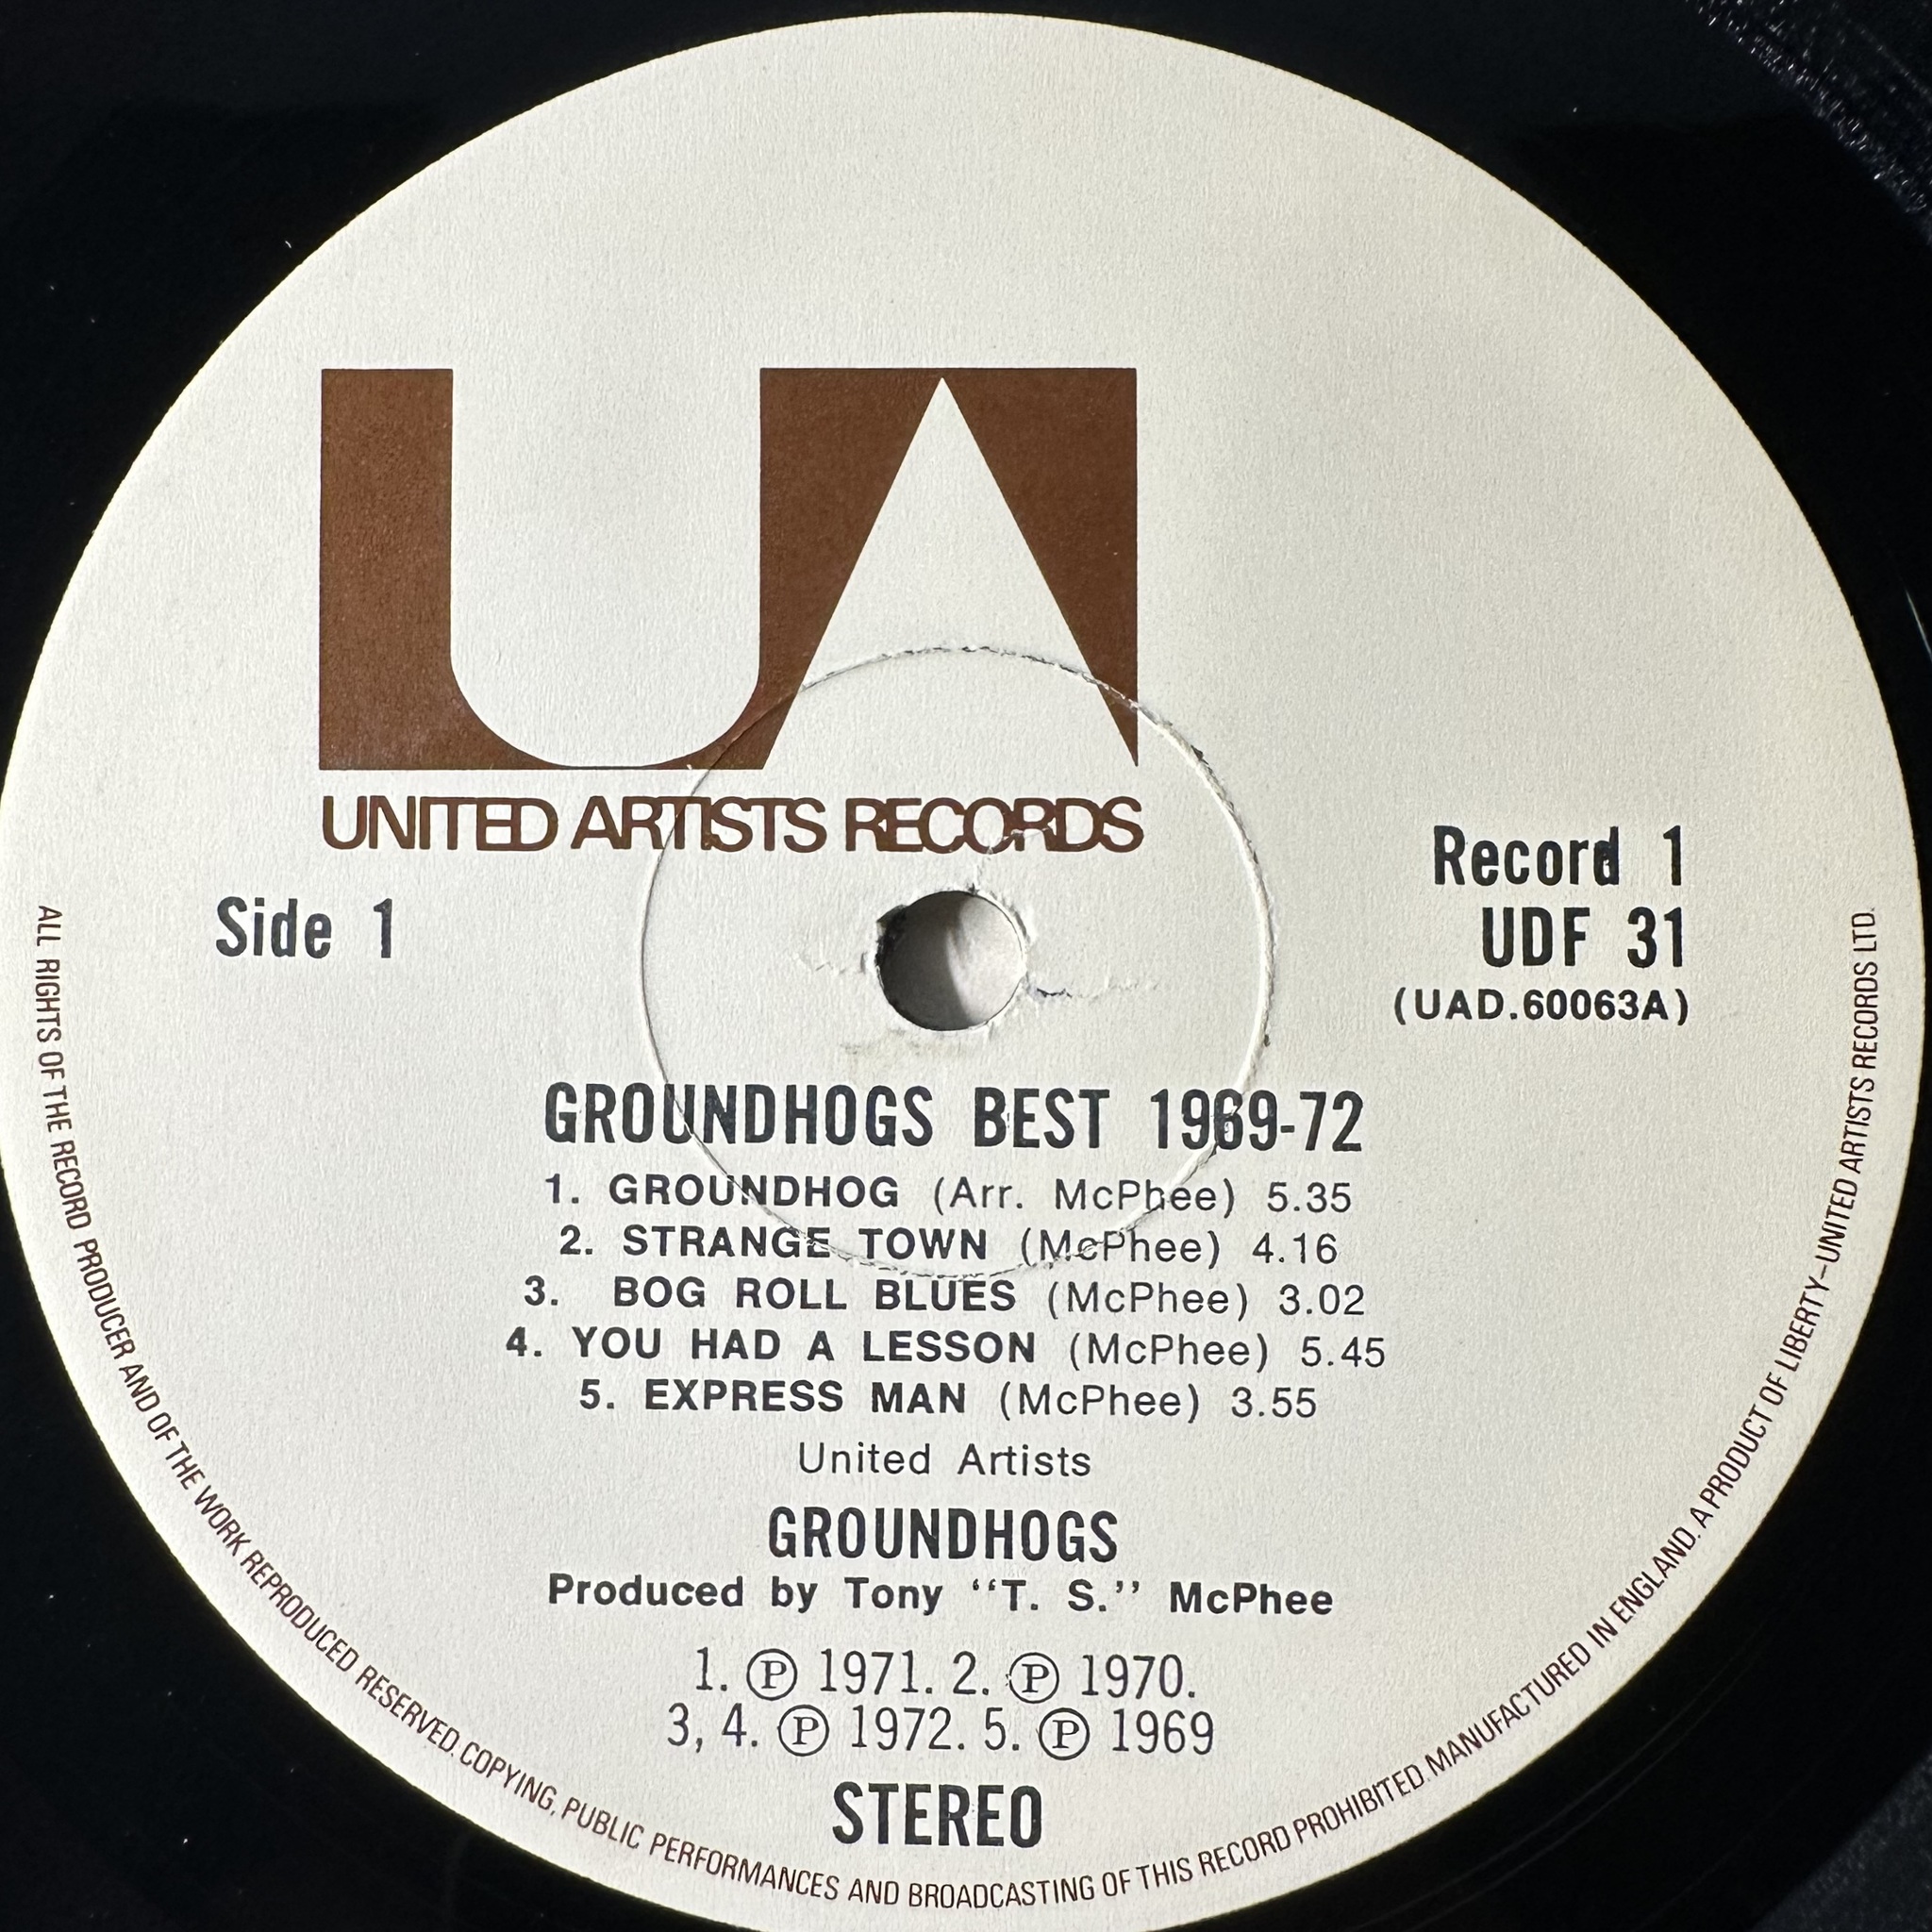 UA
UNITED ARTISTS RECORDS
Side 1
Record 1
UDF 31
(UAD.60063A)
GROUNDHOGS BEST 1969-72
1. GROUNDHOG (Arr. McPhee) 5.35
2. STRANGE TOWN (McPhee) 4.16
3. BOG ROLL BLUES (McPhee) 3.02
4. YOU HAD A LESSON (McPhee) 5.45
5. EXPRESS MAN (McPhee) 3.55
United Artists
GROUNDHOGS
Produced by Tony “T. S.” McPhee
1. Ⓟ 1971. 2. Ⓟ 1970.
3, 4. Ⓟ 1972. 5. Ⓟ 1969
STEREO
ALL RIGHTS OF THE RECORD PRODUCER AND OF THE WORK REPRODUCED RESERVED. COPYING, PUBLIC PERFORMANCES AND BROADCASTING OF THIS RECORD PROHIBITED. MANUFACTURED IN ENGLAND. A PRODUCT OF LIBERTY–UNITED ARTISTS RECORDS LTD.